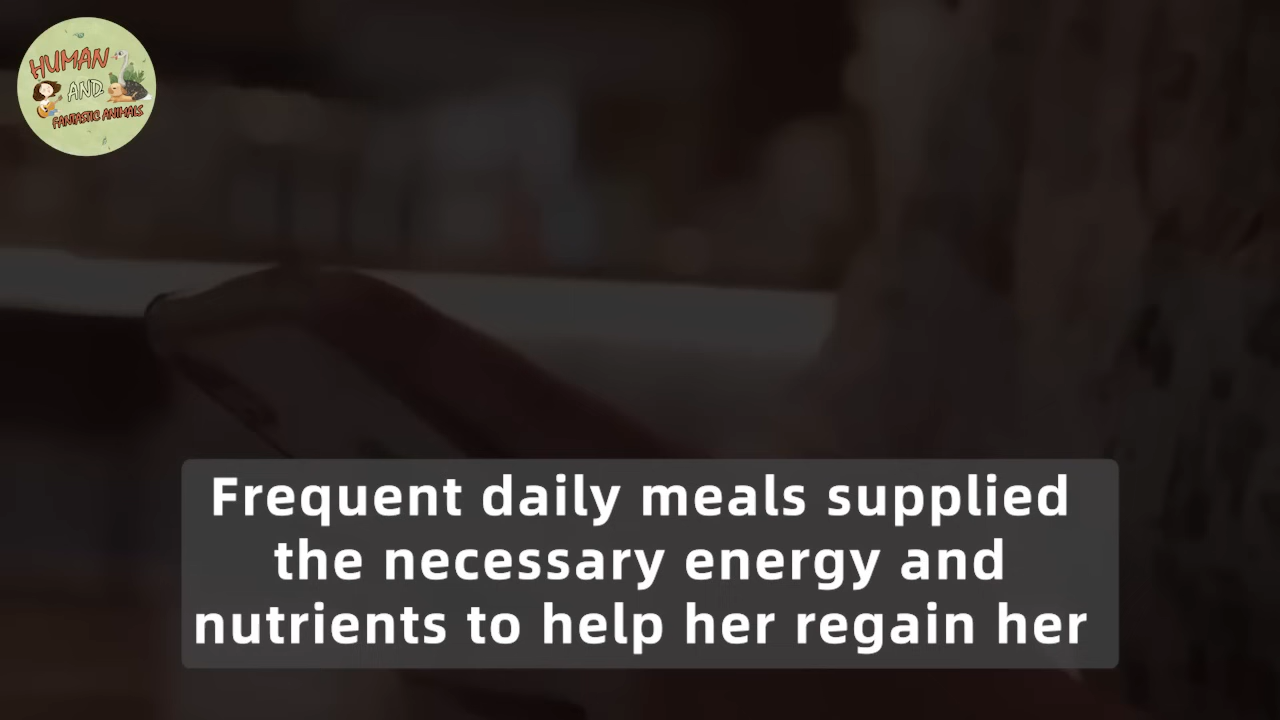 HUMAN
AND
FANTASTIC ANIMALS
Frequent daily meals supplied
the necessary energy and
nutrients to help her regain her